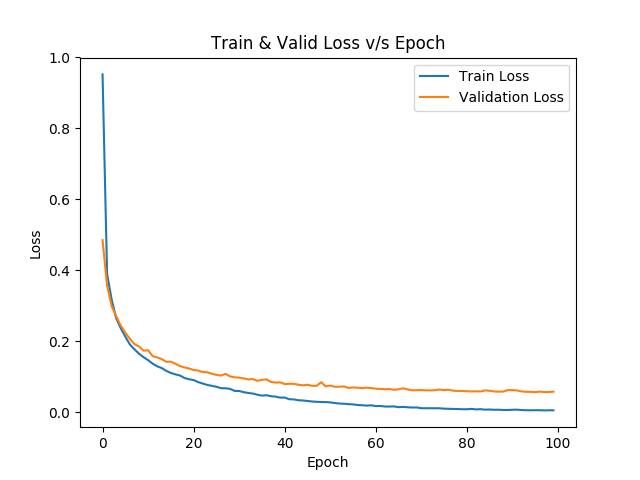 Train & Valid Loss v/s Epoch
Train Loss
Validation Loss
Loss
1.0
0.8
0.6
0.4
0.2
0.0
0 20 40 60 80 100
Epoch